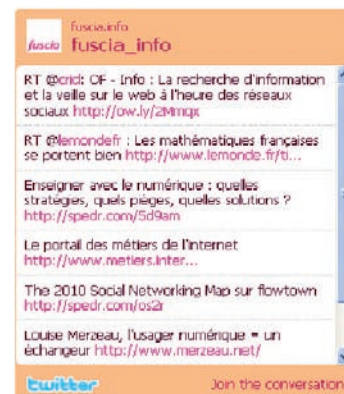 fuscia
fuscia.info
fuscia_info
RT @cridl: OF - Info : La recherche d'information
et la veille sur le web à l'heure des réseaux
sociaux http://ow.ly/2Mmqx
RT @lemondefr : Les mathématiques françaises
se portent bien http://www.lemonde.fr/ti...
Enseigner avec le numérique : quelles
stratégies, quels pièges, quelles solutions ?
http://spedr.com/5d9am
Le portail des métiers de l'internet
http://www.metiers.inter...
The 2010 Social Networking Map sur flowtown
http://spedr.com/os2r
Louise Merzeau, l'usager numérique = un
échangeur http://www.merzeau.net/
twitter
Join the conversation